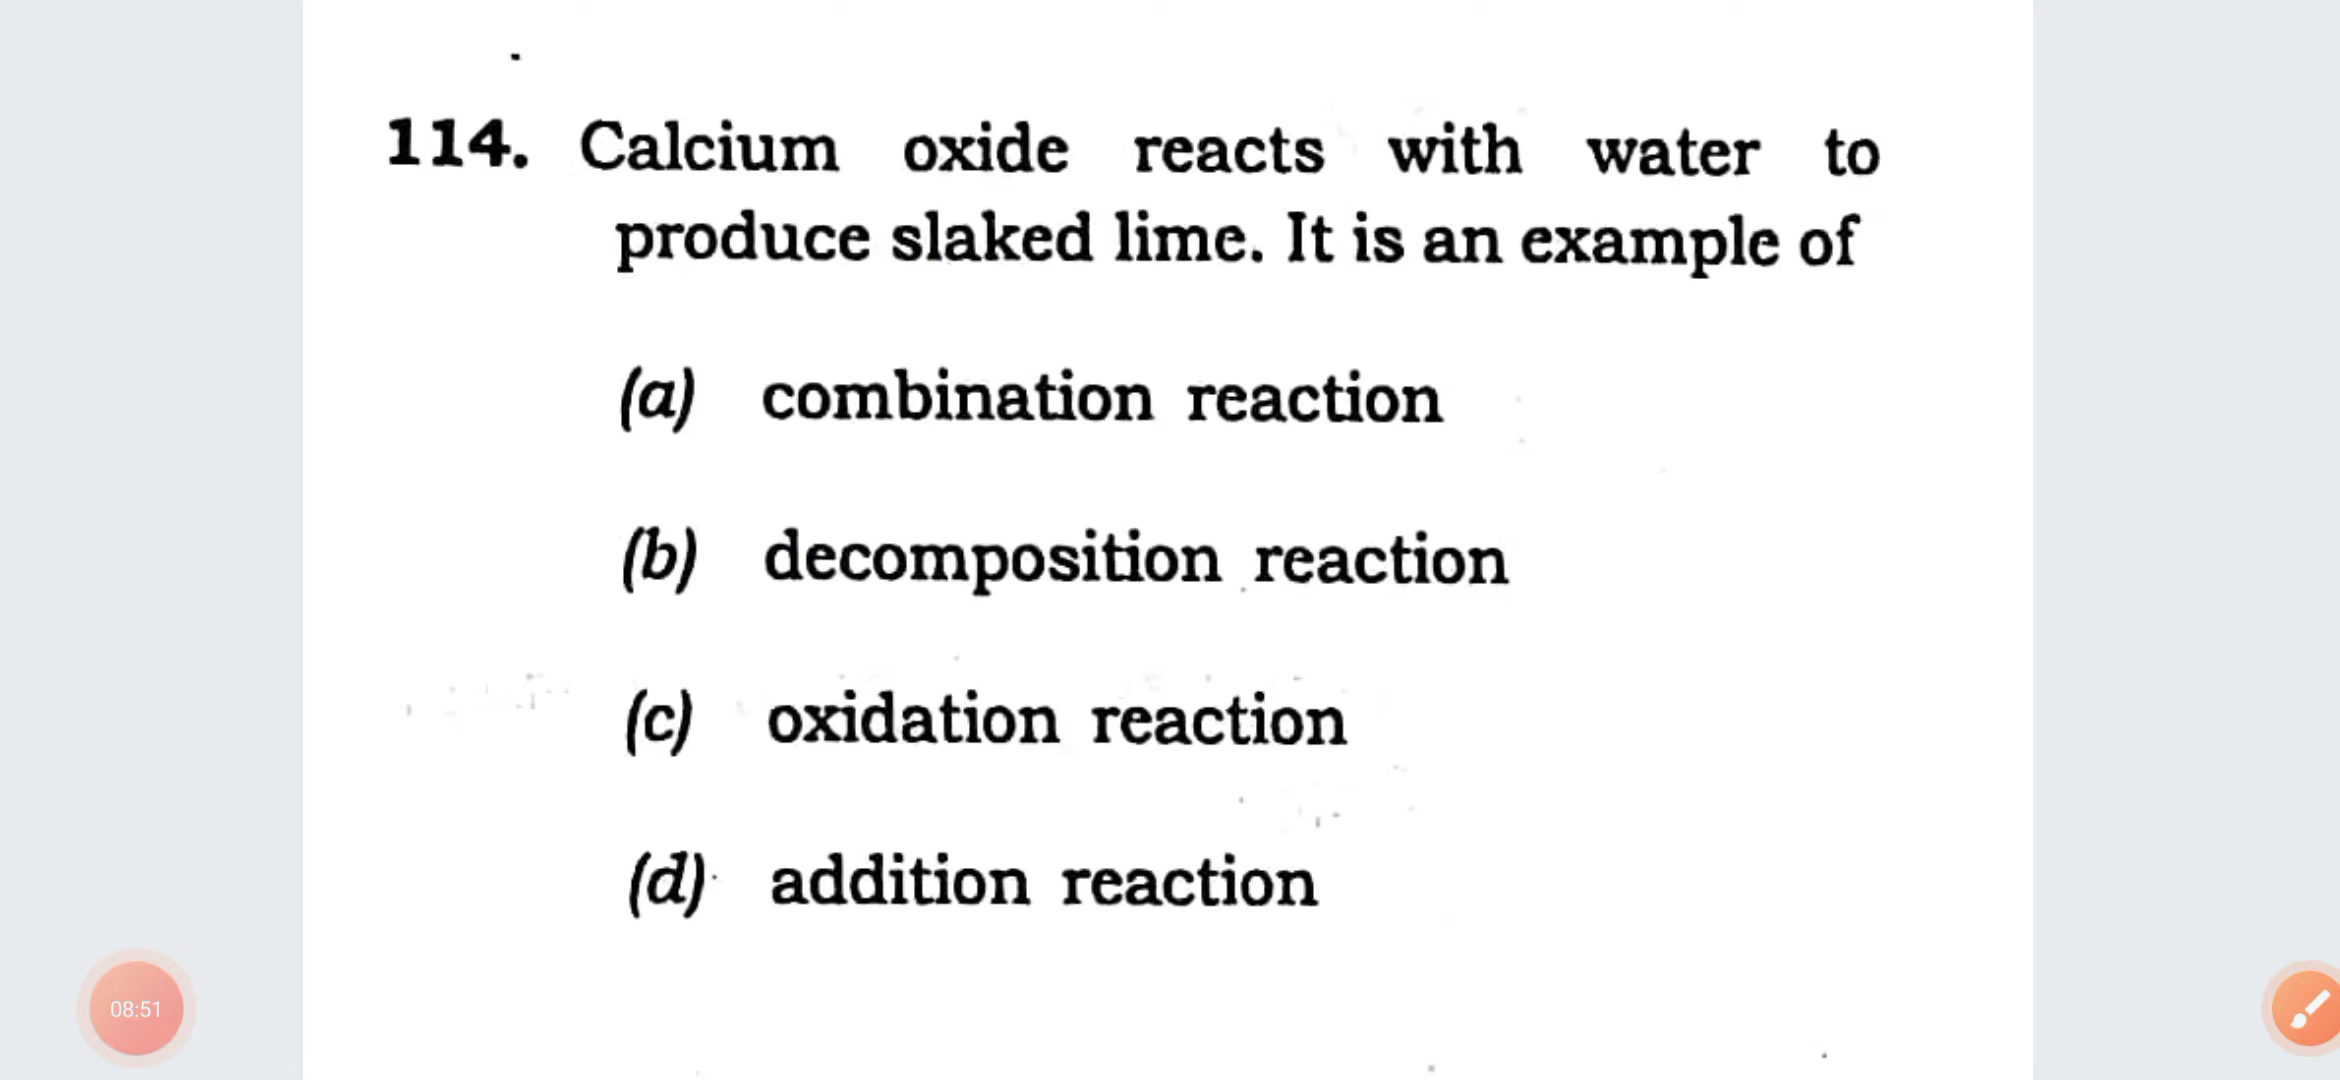 114. Calcium oxide reacts with water to
produce slaked lime. It is an example of
(a) combination reaction
(b) decomposition reaction
(c) oxidation reaction
(d) addition reaction
08:51